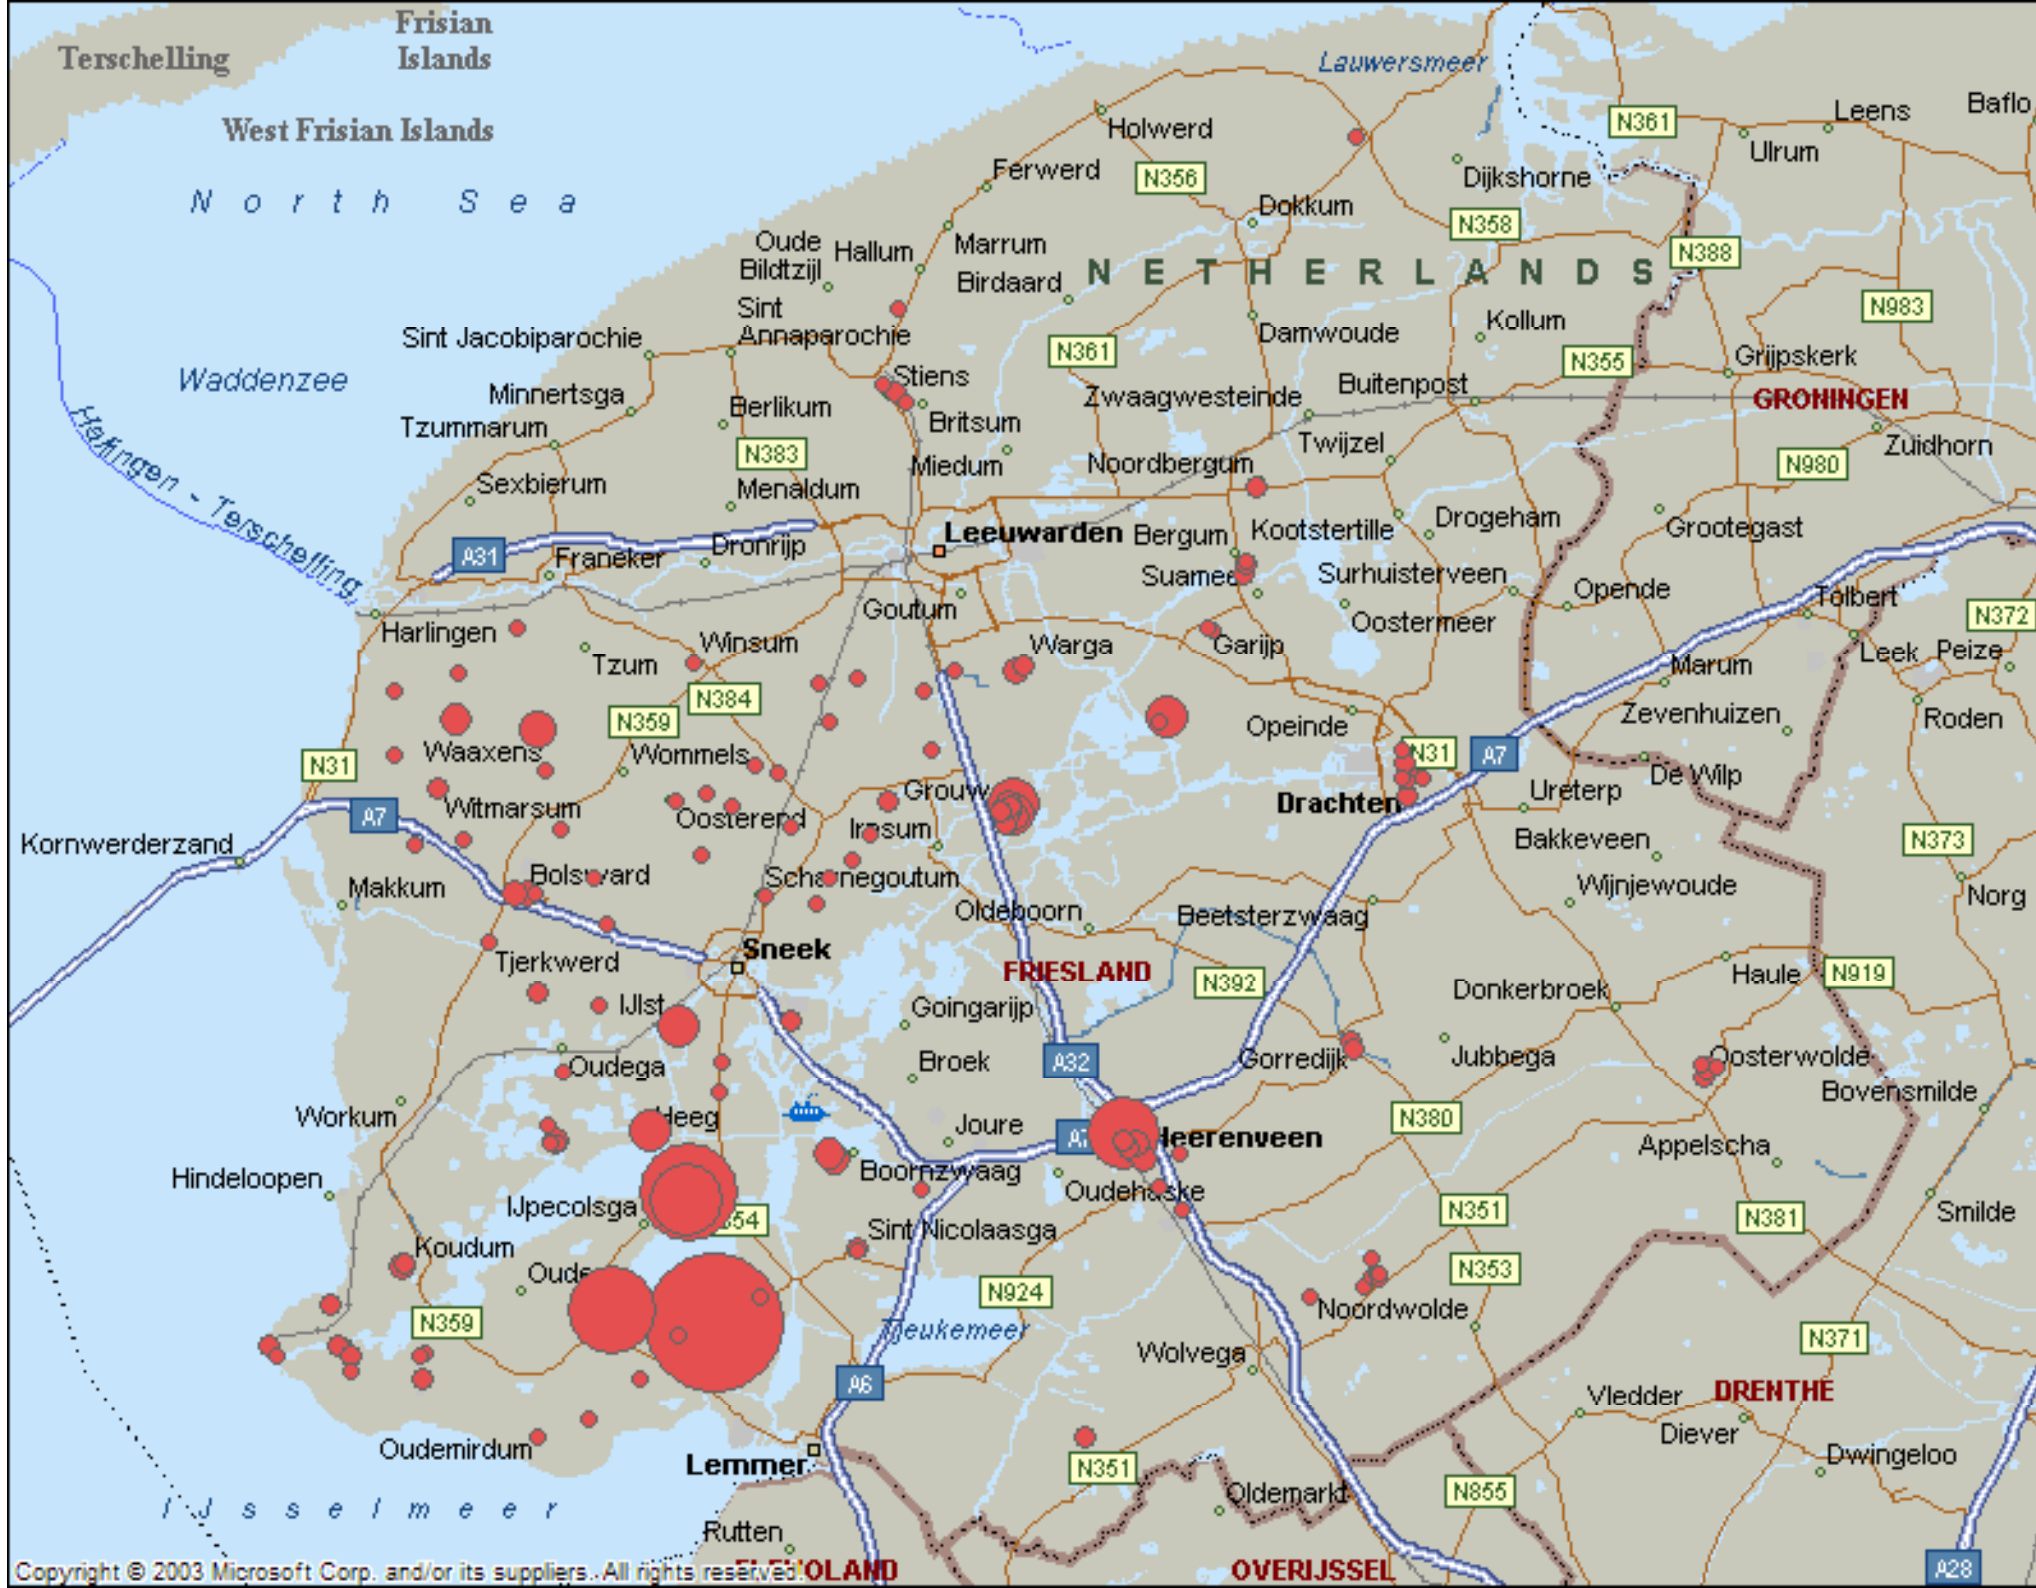 Frisian
Islands
Terschelling
West Frisian Islands
North Sea
Lauwersmeer
Holwerd
N361
Leens
Baflo
Ulrum
Ferwerd
N356
Dijkshorne
Dokkum
N358
Oude
Bildtzijl
Hallum
Marrum
Birdaard
NETHERLANDS
N388
N983
Sint
Annaparochie
Sint Jacobiparochie
Damwoude
Kollum
N361
N355
Grijpskerk
Waddenzee
Stiens
Minnertsga
Berlikum
Zwaagwesteinde
Buitenpost
GRONINGEN
Tzummarum
Britsum
Twijzel
Zuidhorn
N383
Miedum
Noordbergum
N980
Sexbierum
Menaldum
Harlingen - Terschelling
Leeuwarden
Bergum
Kootstertille
Drogeham
Grootegast
A31
Franeker
Dronrijp
Suameer
Surhuisterveen
Opende
Tolbert
Goutum
Oostermeer
N372
Harlingen
Winsum
Warga
Garijp
Leek
Peize
Tzum
Marum
N384
N359
Opeinde
Zevenhuizen
Roden
Waaxens
Wommels
N31
A7
N31
De Wilp
Grouw
Drachten
Ureterp
A7
Witmarsum
Oosterend
Irnsum
Bakkeveen
N373
Kornwerderzand
Makkum
Bolsward
Scharnegoutum
Wijnjewoude
Norg
Oldeboorn
Beetsterzwaag
Sneek
Tjerkwerd
FRIESLAND
N392
Haule
N919
IJlst
Goingarijp
Donkerbroek
Oudega
Broek
A32
Gorredijk
Jubbega
Oosterwolde
Bovensmilde
Workum
Heeg
Joure
A7
Heerenveen
N380
Appelscha
Hindeloopen
Boornzwaag
Oudehaske
IJpecolsga
N354
Sint Nicolaasga
N351
N381
Smilde
Koudum
Oude
N924
N353
N359
Tjeukemeer
Noordwolde
N371
Wolvega
A6
Vledder
DRENTHE
Diever
Oudemirdum
Lemmer
N351
Dwingeloo
IJsselmeer
Oldemarkt
N855
Rutten
Copyright © 2003 Microsoft Corp. and/or its suppliers. All rights reserved.
FLEVOLAND
OVERIJSSEL
A28